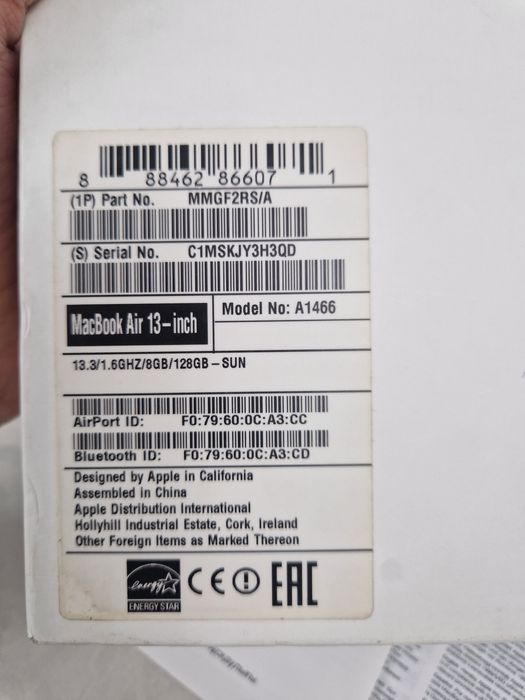 8 88462 86607 1
(1P) Part No. MMGF2RS/A
(S) Serial No. C1MSKJY3H3QD
MacBook Air 13-inch
Model No: A1466
13.3/1.6GHZ/8GB/128GB-SUN
AirPort ID: F0:79:60:0C:A3:CC
Bluetooth ID: F0:79:60:0C:A3:CD
Designed by Apple in California
Assembled in China
Apple Distribution International
Hollyhill Industrial Estate, Cork, Ireland
Other Foreign Items as Marked Thereon
energy
ENERGY STAR
CE
EAC